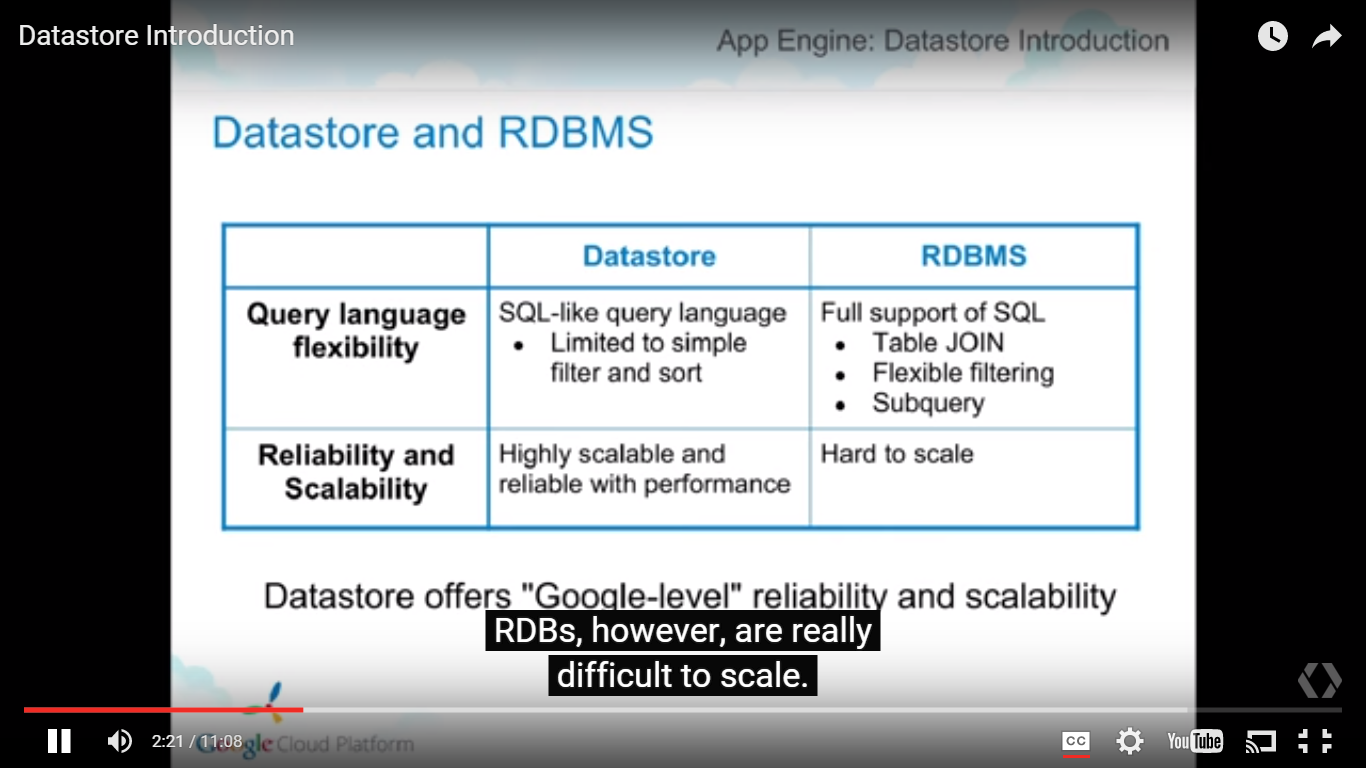 Datastore Introduction
App Engine: Datastore Introduction
Datastore and RDBMS
Datastore
RDBMS
Query language
flexibility
SQL-like query language
• Limited to simple
filter and sort
Full support of SQL
• Table JOIN
• Flexible filtering
• Subquery
Reliability and
Scalability
Highly scalable and
reliable with performance
Hard to scale
Datastore offers "Google-level" reliability and scalability
RDBs, however, are really
difficult to scale.
2:21 / 11:08
Google Cloud Platform
CC
YouTube